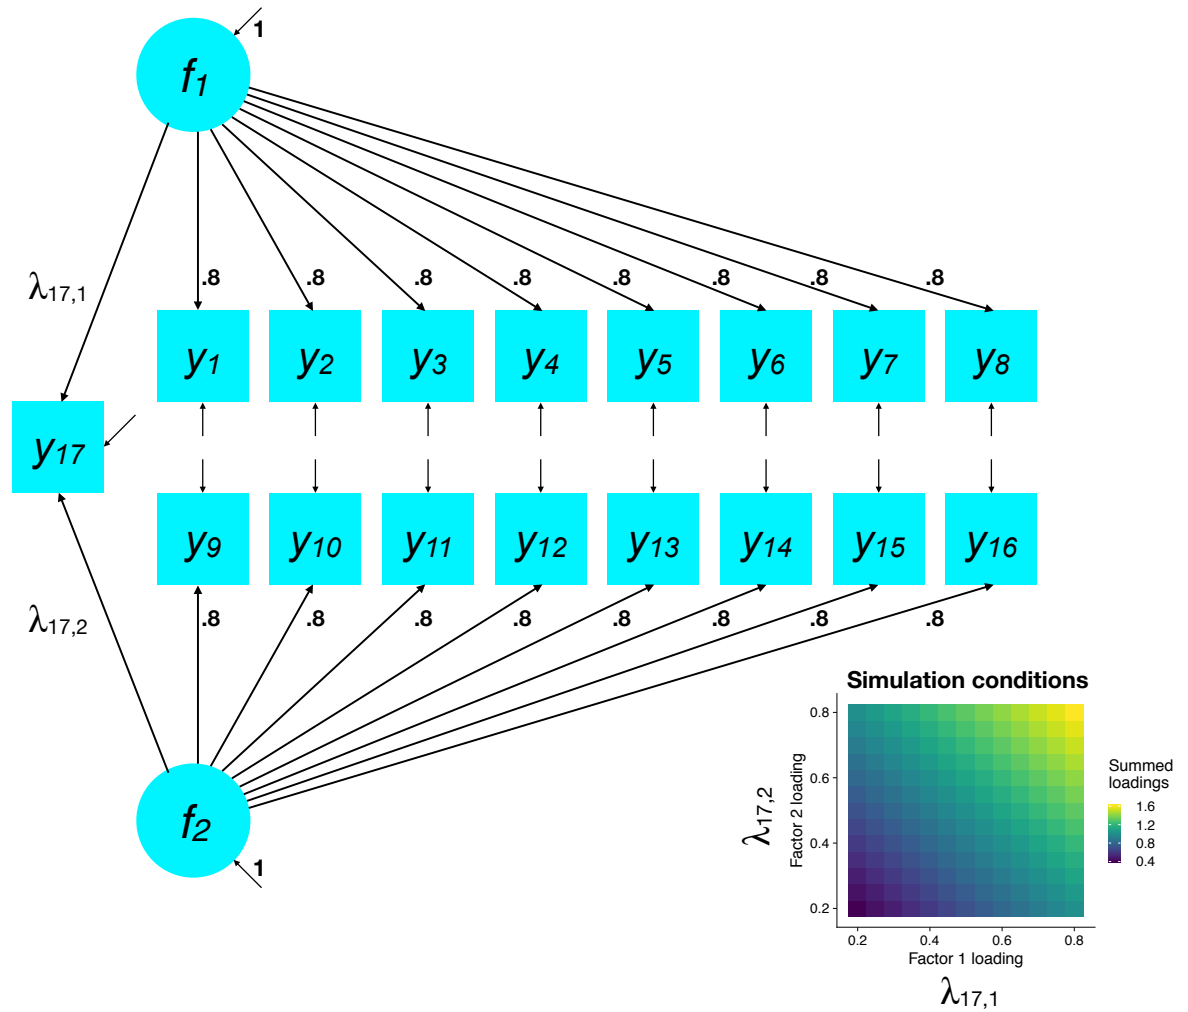 1
f1
.8 .8 .8 .8 .8 .8 .8 .8
λ17,1
y1 y2 y3 y4 y5 y6 y7 y8
y17
y9 y10 y11 y12 y13 y14 y15 y16
λ17,2
.8 .8 .8 .8 .8 .8 .8 .8
f2
1
Simulation conditions
0.8
0.6
0.4
0.2
Factor 2 loading
λ17,2
0.2 0.4 0.6 0.8
Factor 1 loading
λ17,1
Summed
loadings
1.6
1.2
0.8
0.4